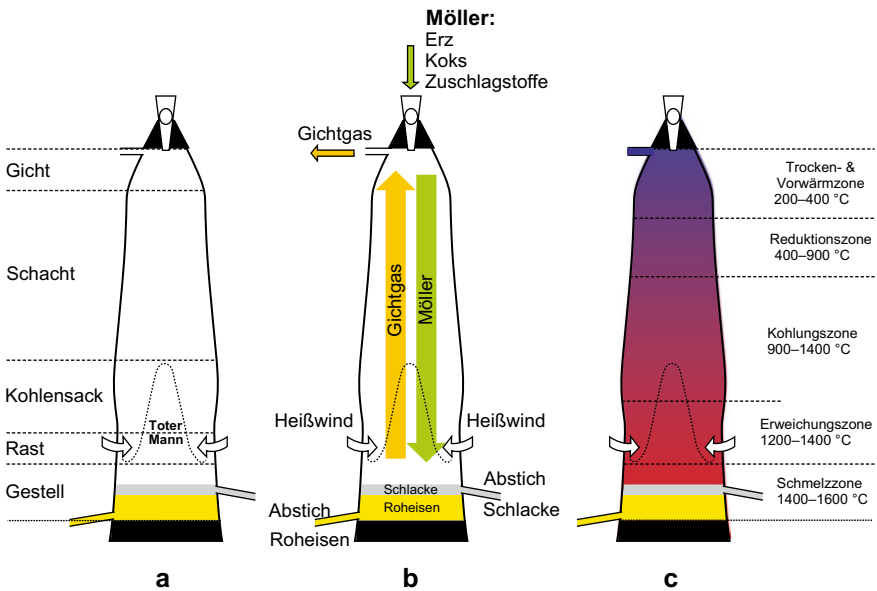 Möller:
Erz
Koks
Zuschlagstoffe
Gichtgas
Gicht
Schacht
Kohlensack
Toter
Mann
Rast
Gestell
Gichtgas
Möller
Heißwind
Heißwind
Schlacke
Roheisen
Abstich
Schlacke
Abstich
Roheisen
Trocken- &
Vorwärmzone
200–400 °C
Reduktionszone
400–900 °C
Kohlungszone
900–1400 °C
Erweichungszone
1200–1400 °C
Schmelzzone
1400–1600 °C
a
b
c